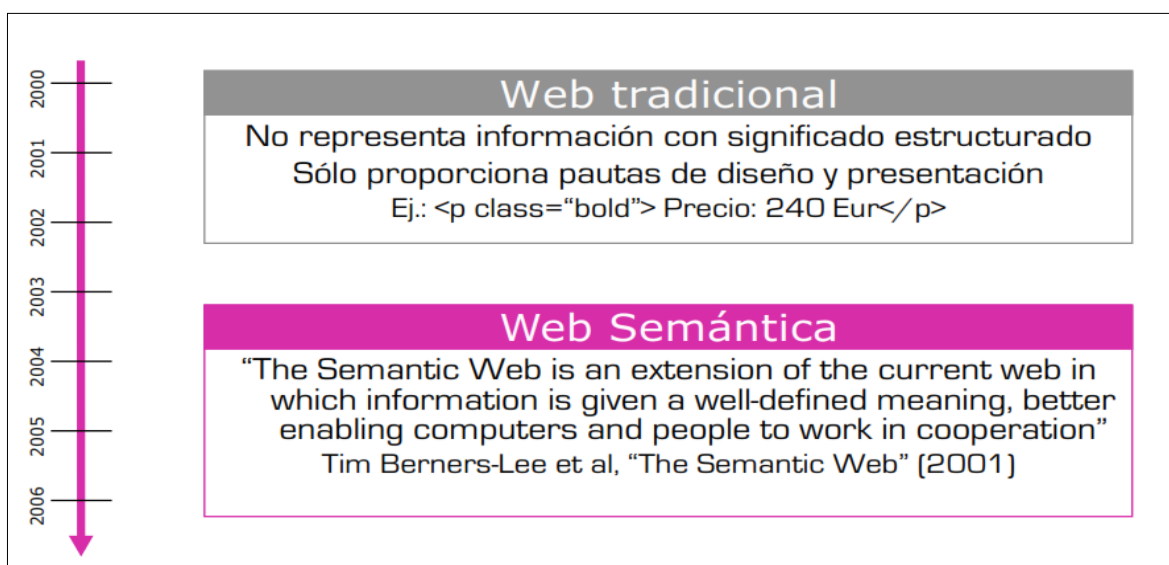 2000
2001
2002
2003
2004
2005
2006
Web tradicional
No representa información con significado estructurado
Sólo proporciona pautas de diseño y presentación
Ej.: <p class=“bold”> Precio: 240 Eur</p>
Web Semántica
“The Semantic Web is an extension of the current web in
which information is given a well-defined meaning, better
enabling computers and people to work in cooperation”
Tim Berners-Lee et al, “The Semantic Web” (2001)